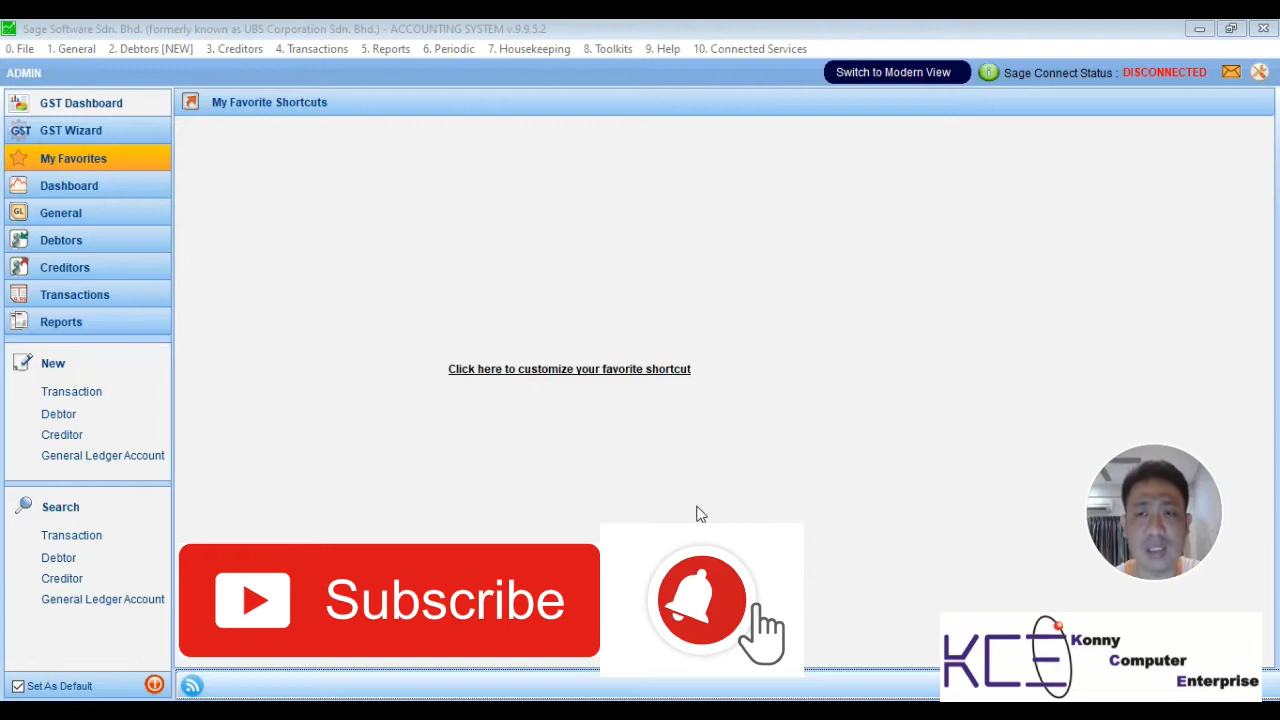 Sage Software Sdn. Bhd. (formerly known as UBS Corporation Sdn. Bhd.) - ACCOUNTING SYSTEM v.9.9.5.2
0. File 1. General 2. Debtors [NEW] 3. Creditors 4. Transactions 5. Reports 6. Periodic 7. Housekeeping 8. Toolkits 9. Help 10. Connected Services
ADMIN
Switch to Modern View
Sage Connect Status : DISCONNECTED
GST Dashboard
GST GST Wizard
My Favorites
Dashboard
GL General
Debtors
Creditors
Transactions
Reports
New
Transaction
Debtor
Creditor
General Ledger Account
Search
Transaction
Debtor
Creditor
General Ledger Account
Set As Default
My Favorite Shortcuts
Click here to customize your favorite shortcut
Subscribe
KCE
Konny
Computer
Enterprise